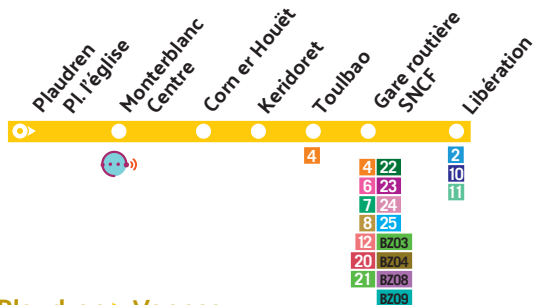 Plaudren
Pl. l'église
Monterblanc
Centre
Corn er Houët
Keridoret
Toulbao
Gare routière
SNCF
Libération
4
4 22
6 23
7 24
8 25
12 BZ03
20 BZ04
21 BZ08
BZ09
2
10
11